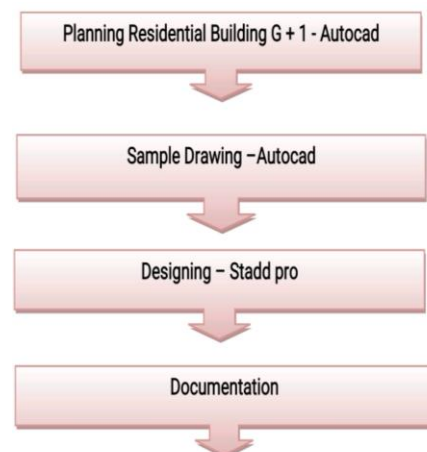 Planning Residential Building G + 1 - Autocad
Sample Drawing –Autocad
Designing – Stadd pro
Documentation